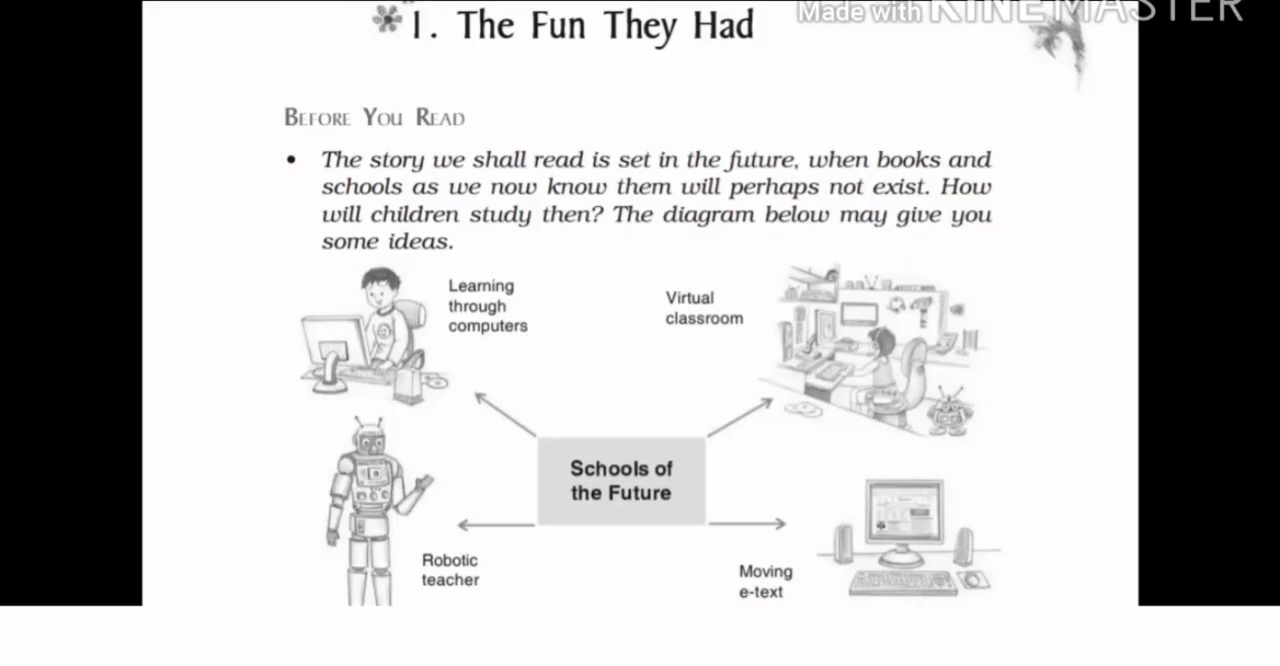 Made with KINEMASTER
1. The Fun They Had
BEFORE YOU READ
• The story we shall read is set in the future, when books and
schools as we now know them will perhaps not exist. How
will children study then? The diagram below may give you
some ideas.
Learning
through
computers
Virtual
classroom
Schools of
the Future
Robotic
teacher
Moving
e-text